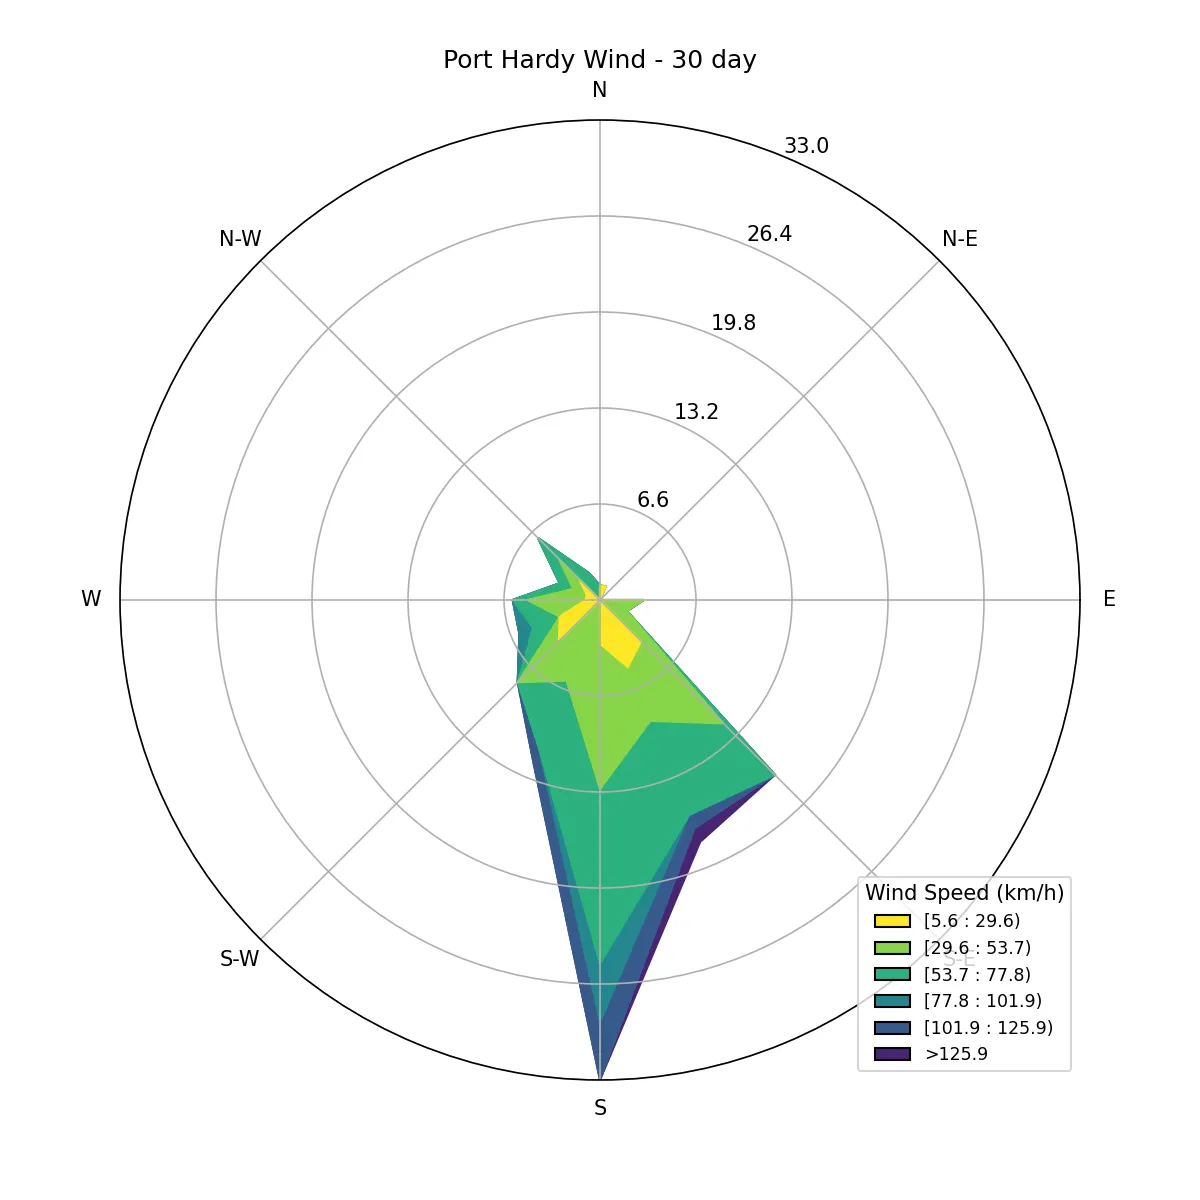 Port Hardy Wind - 30 day
N
33.0
N-W
N-E
26.4
19.8
13.2
6.6
W
E
Wind Speed (km/h)
[5.6 : 29.6)
[29.6 : 53.7)
S-W
S-E
[53.7 : 77.8)
[77.8 : 101.9)
[101.9 : 125.9)
>125.9
S